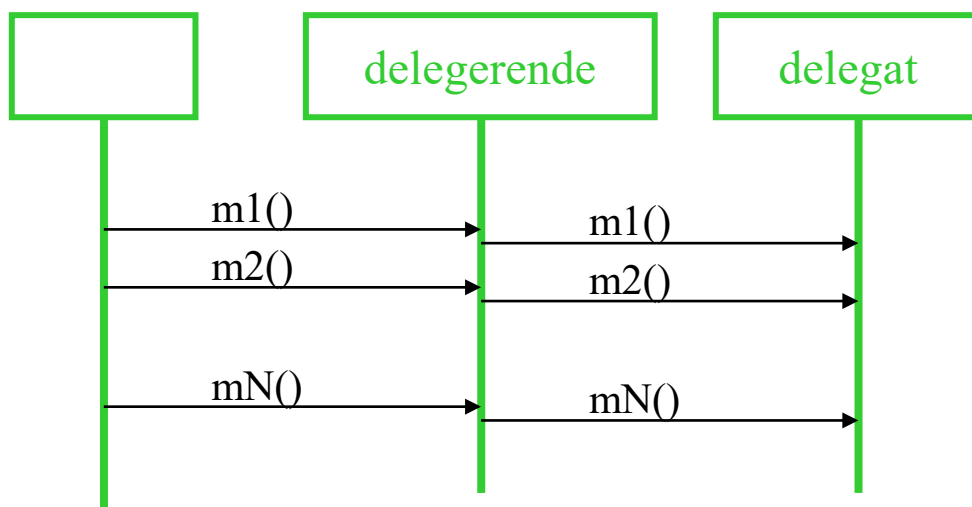 delegerende
delegat
m1()
m1()
m2()
m2()
mN()
mN()